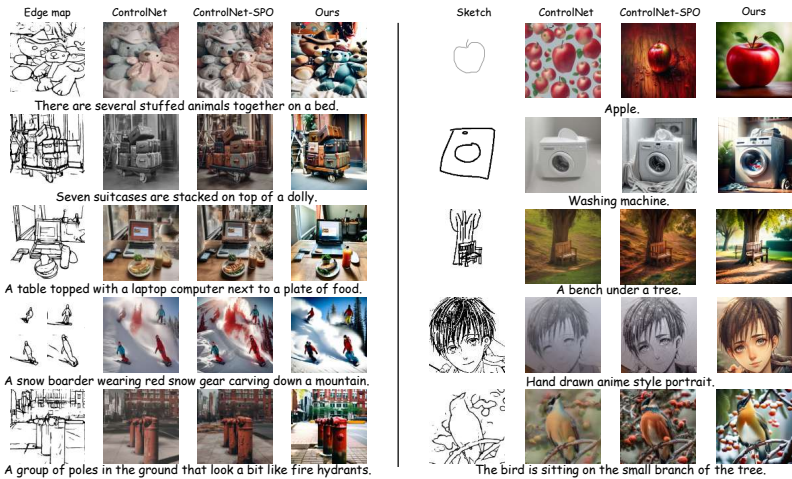 Edge map ControlNet ControlNet-SPO Ours
There are several stuffed animals together on a bed.
Seven suitcases are stacked on top of a dolly.
A table topped with a laptop computer next to a plate of food.
A snow boarder wearing red snow gear carving down a mountain.
A group of poles in the ground that look a bit like fire hydrants.
Sketch ControlNet ControlNet-SPO Ours
Apple.
Washing machine.
A bench under a tree.
Hand drawn anime style portrait.
The bird is sitting on the small branch of the tree.